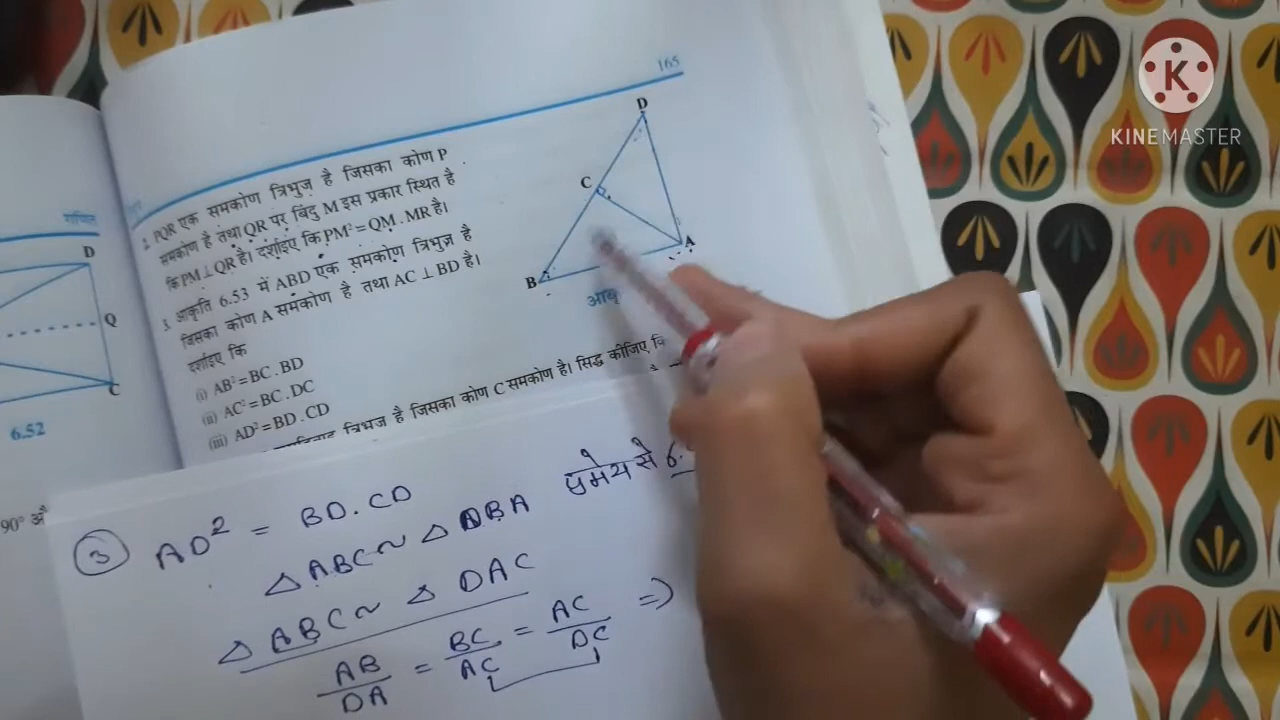 165
KINEMASTER
गणित
D
Q
C
6.52
90° औ
2. PQR एक समकोण त्रिभुज है जिसका कोण P
समकोण है तथा QR पर बिंदु M इस प्रकार स्थित है
कि PM ⊥ QR है। दर्शाइए कि PM² = QM . MR है।
3. आकृति 6.53 में ABD एक समकोण त्रिभुज है
जिसका कोण A समकोण है तथा AC ⊥ BD है।
दर्शाइए कि
(i) AB² = BC . BD
(ii) AC² = BC . DC
(iii) AD² = BD . CD
त्रिभुज है जिसका कोण C समकोण है। सिद्ध कीजिए कि
D
C
A
B
3 AD² = BD.CD
△ABC ~ △DBA प्रमेय से 6.
△ABC ~ △DAC
AB/DA = BC/AC = AC/DC =>